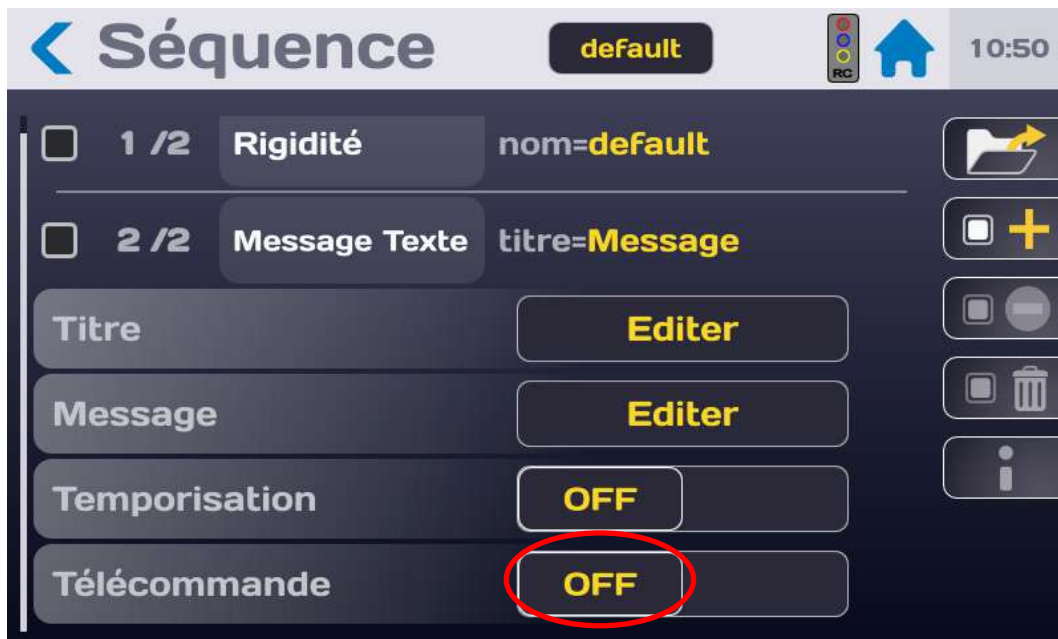 Séquence default RC 10:50
1 /2 Rigidité nom=default
2 /2 Message Texte titre=Message
Titre Editer
Message Editer
Temporisation OFF
Télécommande OFF